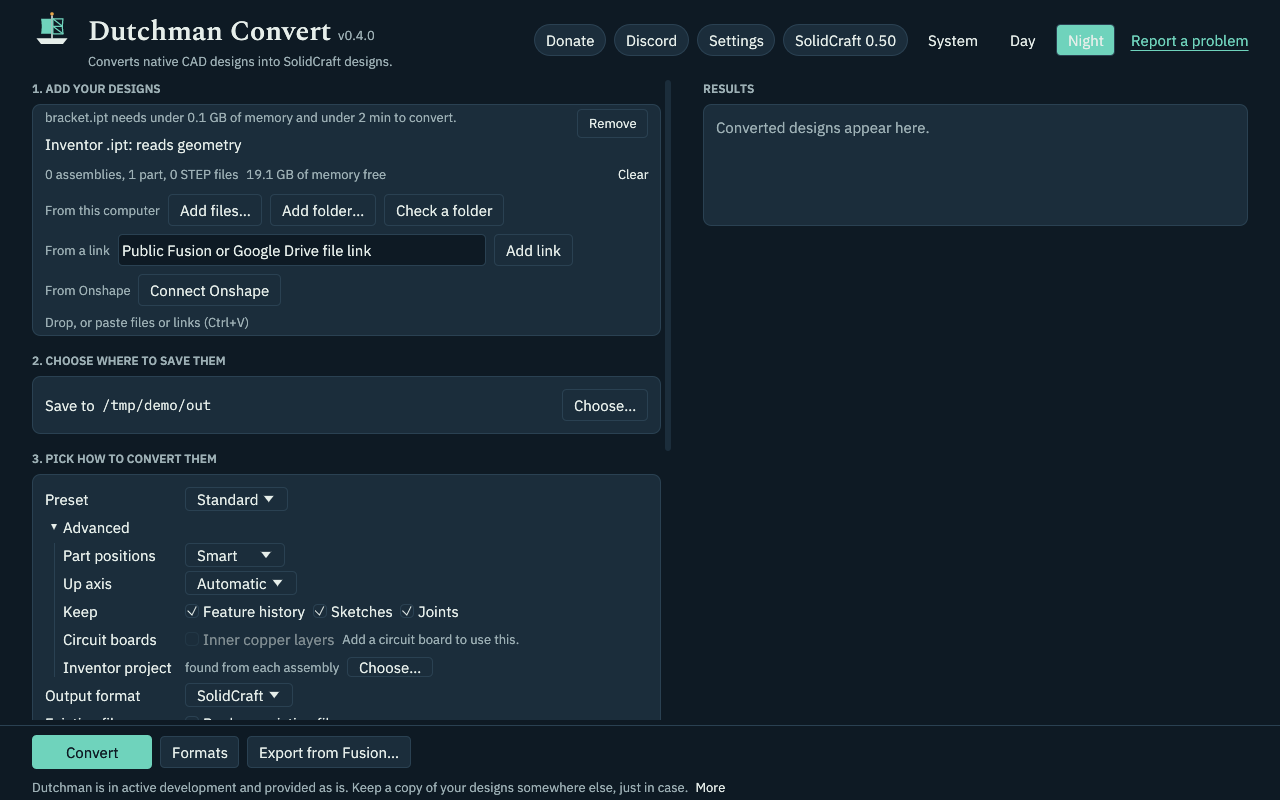 Dutchman Convert v0.4.0
Converts native CAD designs into SolidCraft designs.
Donate
Discord
Settings
SolidCraft 0.50
System
Day
Night
Report a problem
1. ADD YOUR DESIGNS
bracket.ipt needs under 0.1 GB of memory and under 2 min to convert.
Remove
Inventor .ipt: reads geometry
0 assemblies, 1 part, 0 STEP files 19.1 GB of memory free
Clear
From this computer Add files... Add folder... Check a folder
From a link Public Fusion or Google Drive file link Add link
From Onshape Connect Onshape
Drop, or paste files or links (Ctrl+V)
2. CHOOSE WHERE TO SAVE THEM
Save to /tmp/demo/out Choose...
3. PICK HOW TO CONVERT THEM
Preset Standard
Advanced
Part positions Smart
Up axis Automatic
Keep Feature history Sketches Joints
Circuit boards Inner copper layers Add a circuit board to use this.
Inventor project found from each assembly Choose...
Output format SolidCraft
RESULTS
Converted designs appear here.
Convert Formats Export from Fusion...
Dutchman is in active development and provided as is. Keep a copy of your designs somewhere else, just in case. More